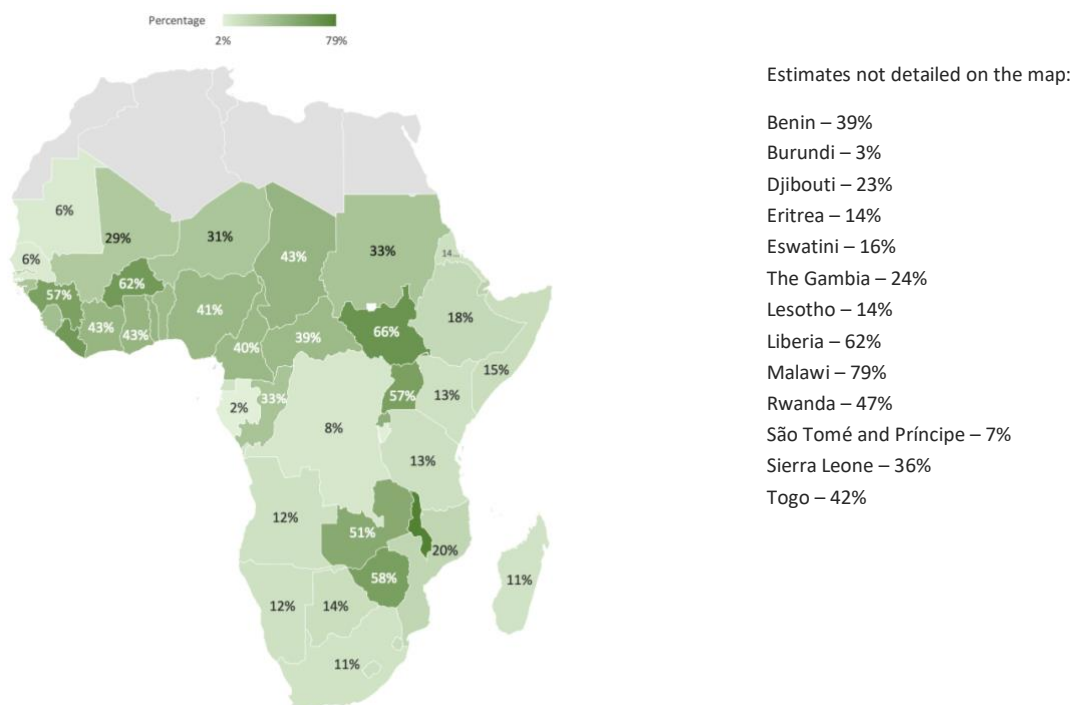 Percentage
2% 79%
Estimates not detailed on the map:
Benin – 39%
Burundi – 3%
Djibouti – 23%
Eritrea – 14%
Eswatini – 16%
The Gambia – 24%
Lesotho – 14%
Liberia – 62%
Malawi – 79%
Rwanda – 47%
São Tomé and Príncipe – 7%
Sierra Leone – 36%
Togo – 42%
6%
29%
31%
43%
33%
14...
6%
57%
62%
43%
43%
41%
40%
39%
66%
18%
15%
2%
33%
8%
57%
13%
13%
12%
51%
20%
58%
11%
12%
14%
11%